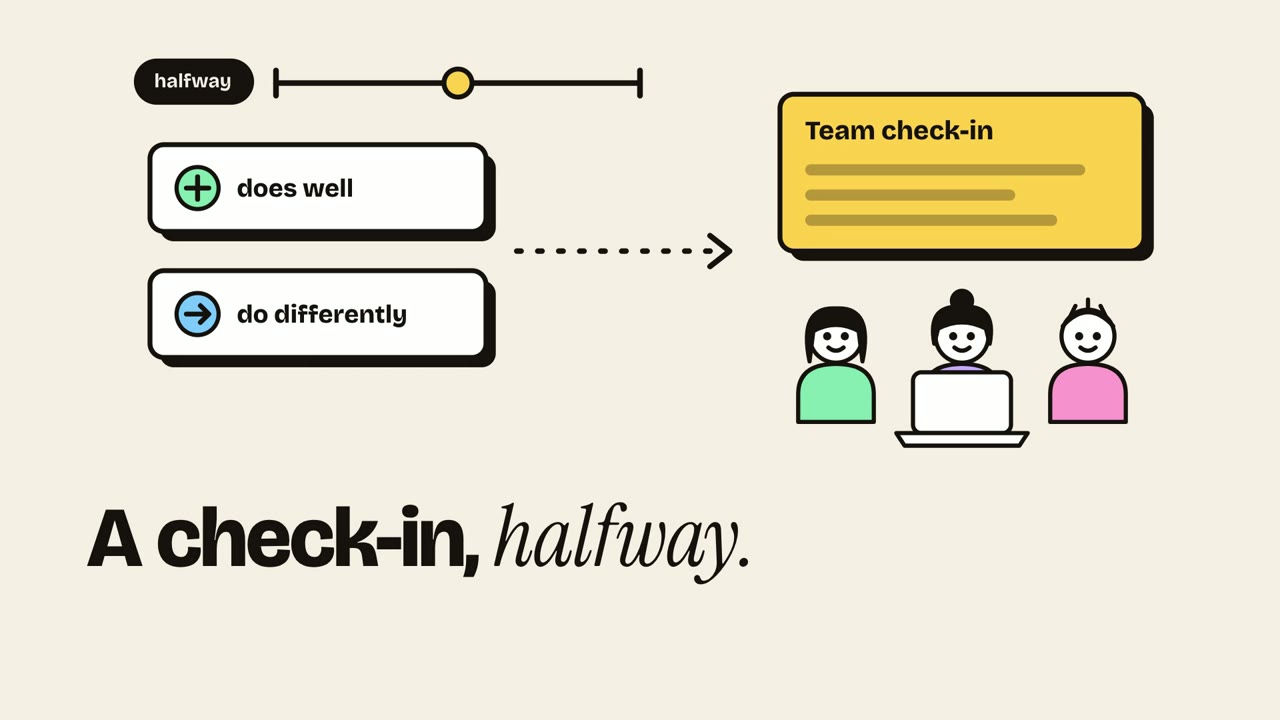 halfway
does well
do differently
Team check-in
A check-in, halfway.